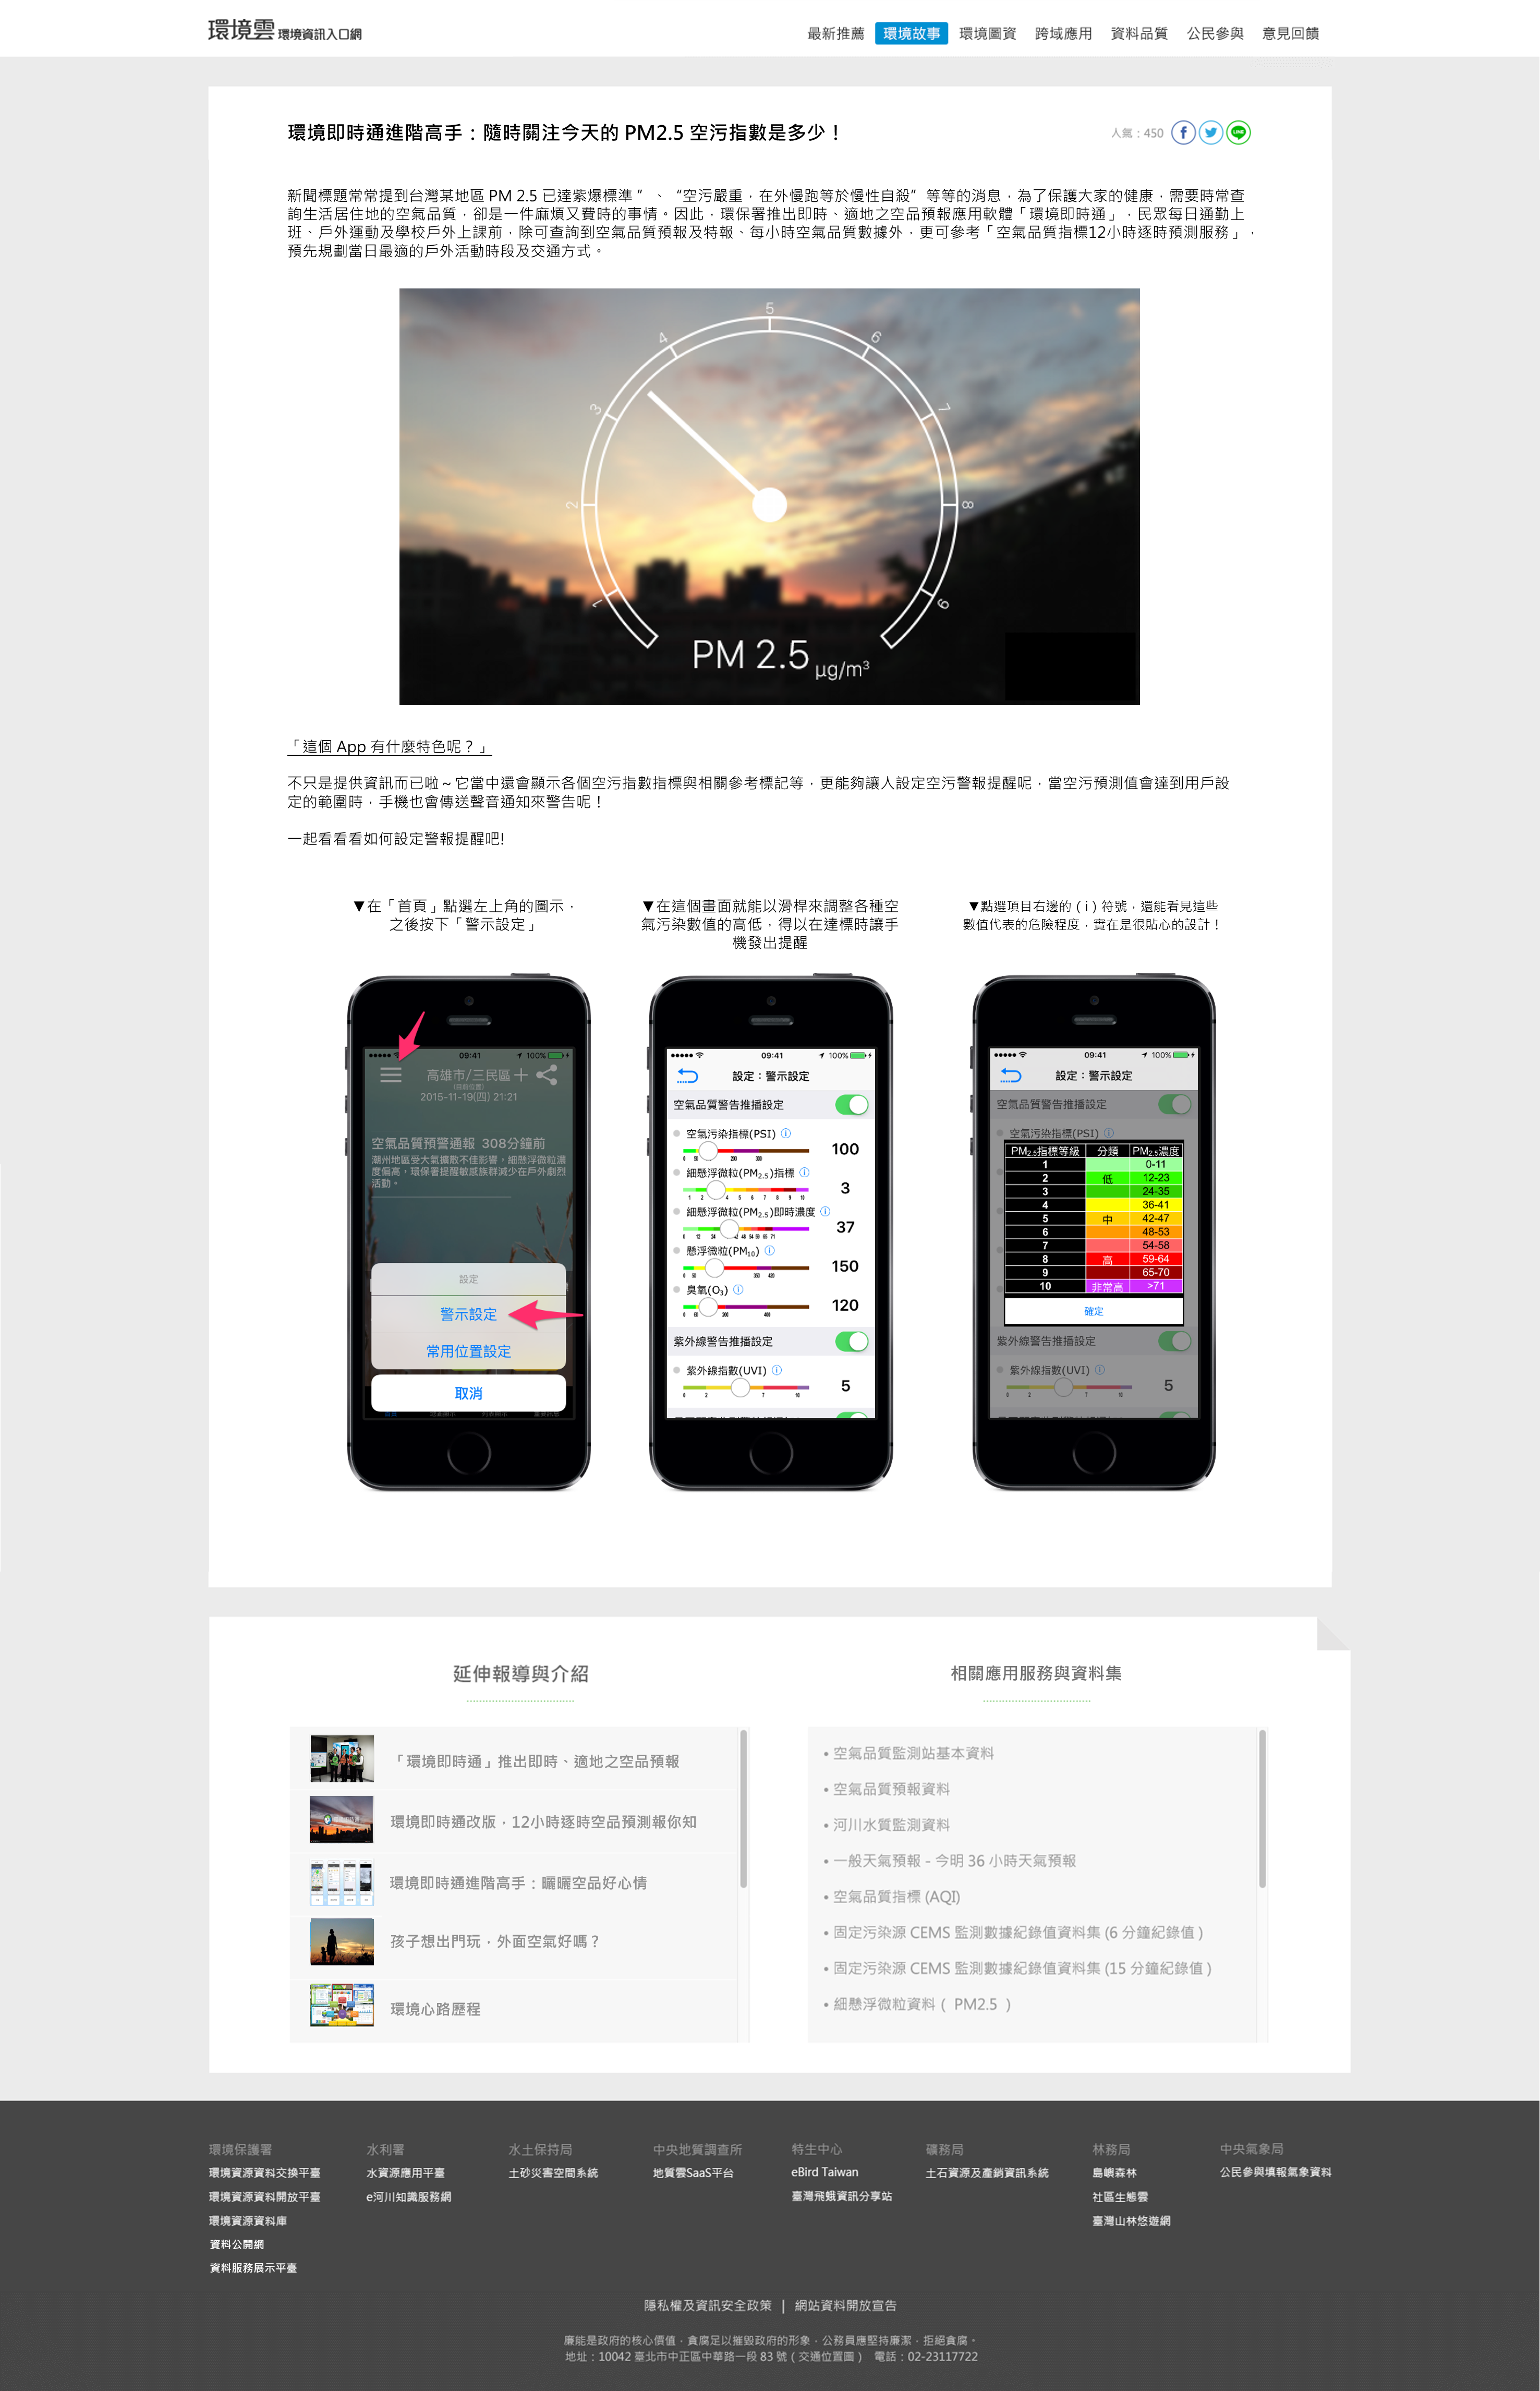 環境雲 環境資訊入口網
最新推薦 環境故事 環境圖資 跨域應用 資料品質 公民參與 意見回饋
環境即時通進階高手：隨時關注今天的 PM2.5 空污指數是多少！
人氣：450
新聞標題常常提到台灣某地區 PM 2.5 已達紫爆標準 ”、“空污嚴重，在外慢跑等於慢性自殺”等等的消息，為了保護大家的健康，需要時常查
詢生活居住地的空氣品質，卻是一件麻煩又費時的事情。因此，環保署推出即時、適地之空品預報應用軟體「環境即時通」，民眾每日通勤上
班、戶外運動及學校戶外上課前，除可查詢到空氣品質預報及特報、每小時空氣品質數據外，更可參考「空氣品質指標12小時逐時預測服務」，
預先規劃當日最適的戶外活動時段及交通方式。
1 2 3 4 5 6 7 8 9
PM 2.5 µg/m³
「這個 App 有什麼特色呢？」
不只是提供資訊而已啦～它當中還會顯示各個空污指數指標與相關參考標記等，更能夠讓人設定空污警報提醒呢，當空污預測值會達到用戶設
定的範圍時，手機也會傳送聲音通知來警告呢！
一起看看看如何設定警報提醒吧!
▼在「首頁」點選左上角的圖示，
之後按下「警示設定」
▼在這個畫面就能以滑桿來調整各種空
氣污染數值的高低，得以在達標時讓手
機發出提醒
▼點選項目右邊的 ( i ) 符號，還能看見這些
數值代表的危險程度，實在是很貼心的設計！
09:41 100%
高雄市/三民區
2015-11-19(四) 21:21
空氣品質預警通報 308分鐘前
潮州地區受大氣擴散不佳影響，細懸浮微粒濃
度偏高，環保署提醒敏感族群減少在戶外劇烈
活動。
設定
警示設定
常用位置設定
取消
09:41 100%
設定：警示設定
空氣品質警告推播設定
空氣污染指標(PSI)
100
細懸浮微粒(PM2.5)指標
3
細懸浮微粒(PM2.5)即時濃度
37
懸浮微粒(PM10)
150
臭氧(O3)
120
紫外線警告推播設定
紫外線指數(UVI)
5
09:41 100%
設定：警示設定
空氣品質警告推播設定
空氣污染指標(PSI)
PM2.5指標等級 分類 PM2.5濃度
1 0-11
2 低 12-23
3 24-35
4 36-41
5 中 42-47
6 48-53
7 54-58
8 高 59-64
9 65-70
10 非常高 >71
確定
紫外線警告推播設定
紫外線指數(UVI)
5
延伸報導與介紹
「環境即時通」推出即時、適地之空品預報
環境即時通改版，12小時逐時空品預測報你知
環境即時通進階高手：曬曬空品好心情
孩子想出門玩，外面空氣好嗎？
環境心路歷程
相關應用服務與資料集
• 空氣品質監測站基本資料
• 空氣品質預報資料
• 河川水質監測資料
• 一般天氣預報 - 今明 36 小時天氣預報
• 空氣品質指標 (AQI)
• 固定污染源 CEMS 監測數據紀錄值資料集 (6 分鐘紀錄值 )
• 固定污染源 CEMS 監測數據紀錄值資料集 (15 分鐘紀錄值 )
• 細懸浮微粒資料（ PM2.5 ）
環境保護署 水利署 水土保持局 中央地質調查所 特生中心 礦務局 林務局 中央氣象局
環境資源資料交換平臺 水資源應用平臺 土砂災害空間系統 地質雲SaaS平台 eBird Taiwan 土石資源及產銷資訊系統 島嶼森林 公民參與填報氣象資料
環境資源資料開放平臺 e河川知識服務網 臺灣飛蛾資訊分享站 社區生態雲
環境資源資料庫 臺灣山林悠遊網
資料公開網
資料服務展示平臺
隱私權及資訊安全政策 | 網站資料開放宣告
廉能是政府的核心價值，貪腐足以摧毀政府的形象，公務員應堅持廉潔，拒絕貪腐。
地址：10042 臺北市中正區中華路一段 83 號 ( 交通位置圖 ) 電話：02-23117722